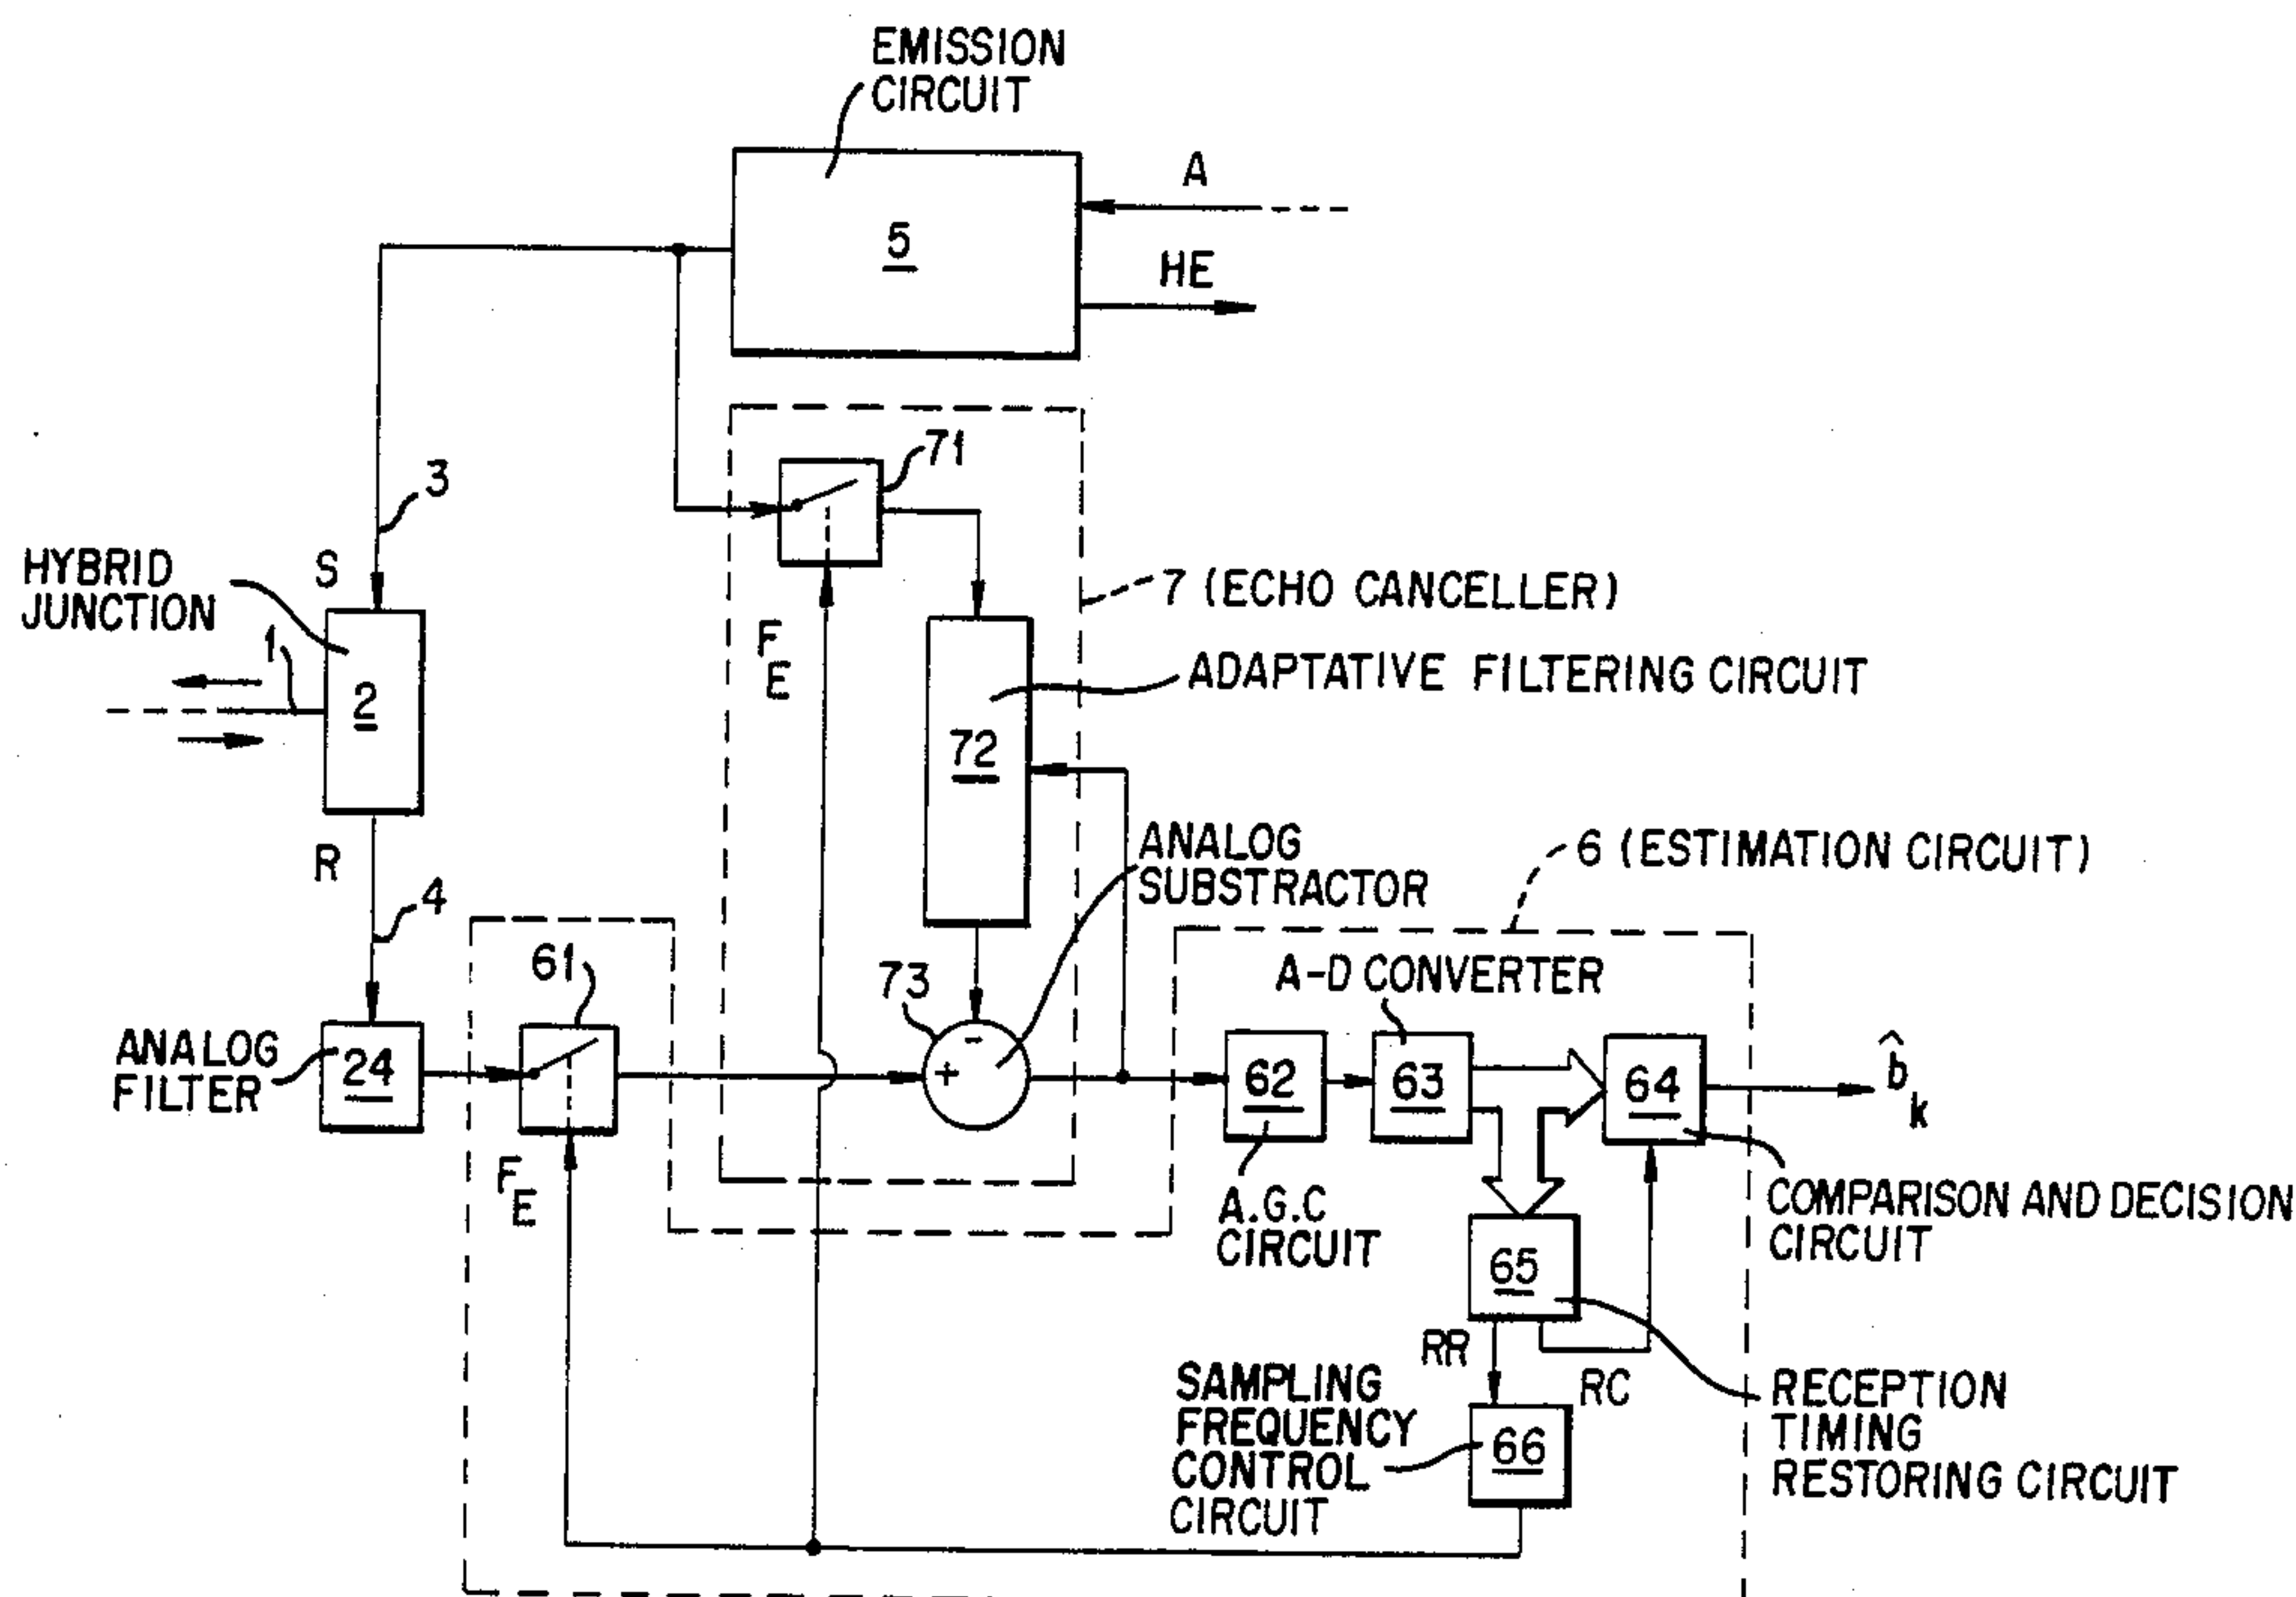 EMISSION
CIRCUIT
A
5
HE
3
71
HYBRID
JUNCTION
S
7 (ECHO CANCELLER)
1
F
E
2
ADAPTATIVE FILTERING CIRCUIT
72
R
ANALOG
SUBSTRACTOR
6 (ESTIMATION CIRCUIT)
4
61
73
A-D CONVERTER
ANALOG
FILTER
24
+
-
62
63
64
b̂
k
F
E
A.G.C
CIRCUIT
COMPARISON AND DECISION
CIRCUIT
65
RR
RC
SAMPLING
FREQUENCY
CONTROL
CIRCUIT
66
RECEPTION
TIMING
RESTORING CIRCUIT